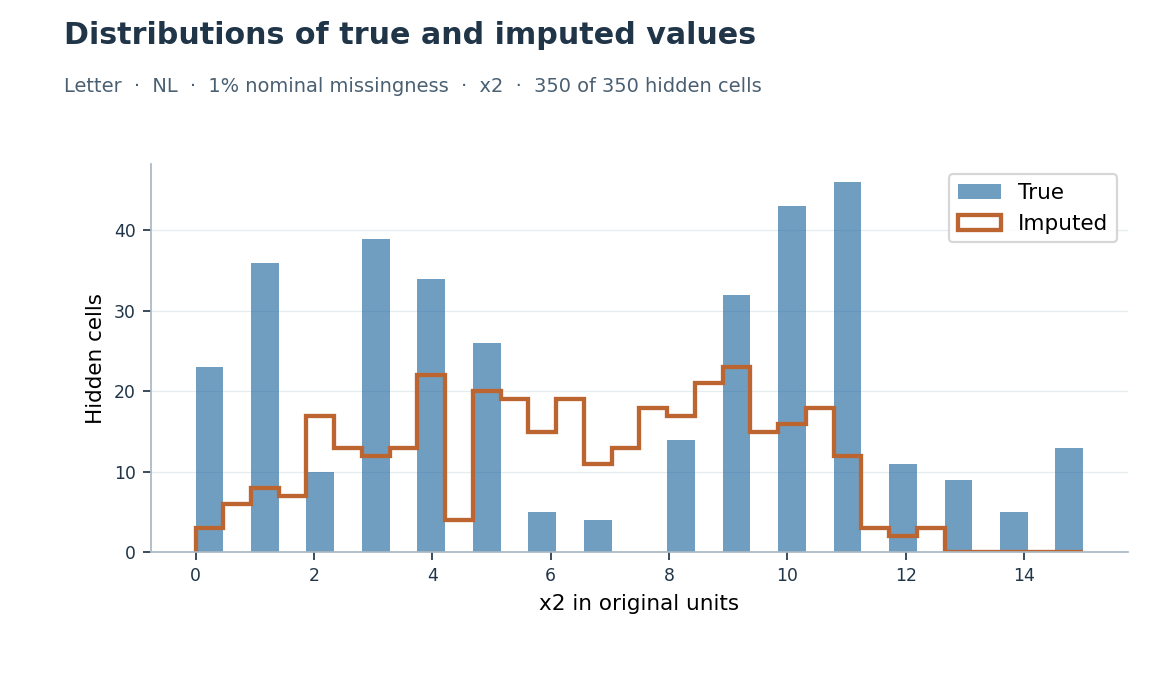 Distributions of true and imputed values
Letter · NL · 1% nominal missingness · x2 · 350 of 350 hidden cells
True
Imputed
Hidden cells
40
30
20
10
0
0 2 4 6 8 10 12 14
x2 in original units